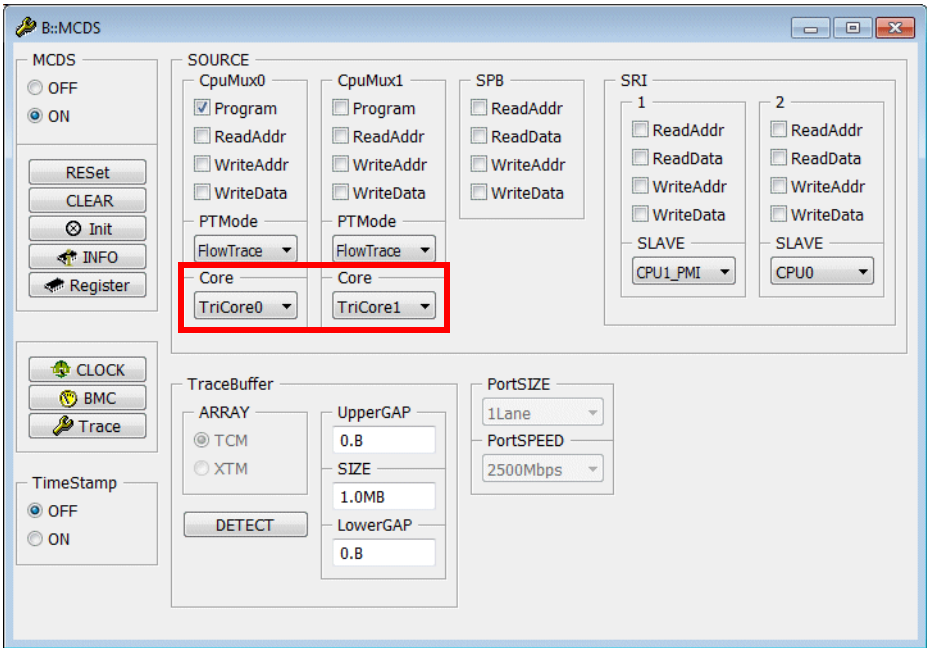 B::MCDS
MCDS
OFF
ON
RESet
CLEAR
Init
INFO
Register
CLOCK
BMC
Trace
TimeStamp
OFF
ON
SOURCE
CpuMux0
Program
ReadAddr
WriteAddr
WriteData
PTMode
FlowTrace
Core
TriCore0
CpuMux1
Program
ReadAddr
WriteAddr
WriteData
PTMode
FlowTrace
Core
TriCore1
SPB
ReadAddr
ReadData
WriteAddr
WriteData
SRI
1
ReadAddr
ReadData
WriteAddr
WriteData
SLAVE
CPU1_PMI
2
ReadAddr
ReadData
WriteAddr
WriteData
SLAVE
CPU0
TraceBuffer
ARRAY
TCM
XTM
DETECT
UpperGAP
0.B
SIZE
1.0MB
LowerGAP
0.B
PortSIZE
1Lane
PortSPEED
2500Mbps